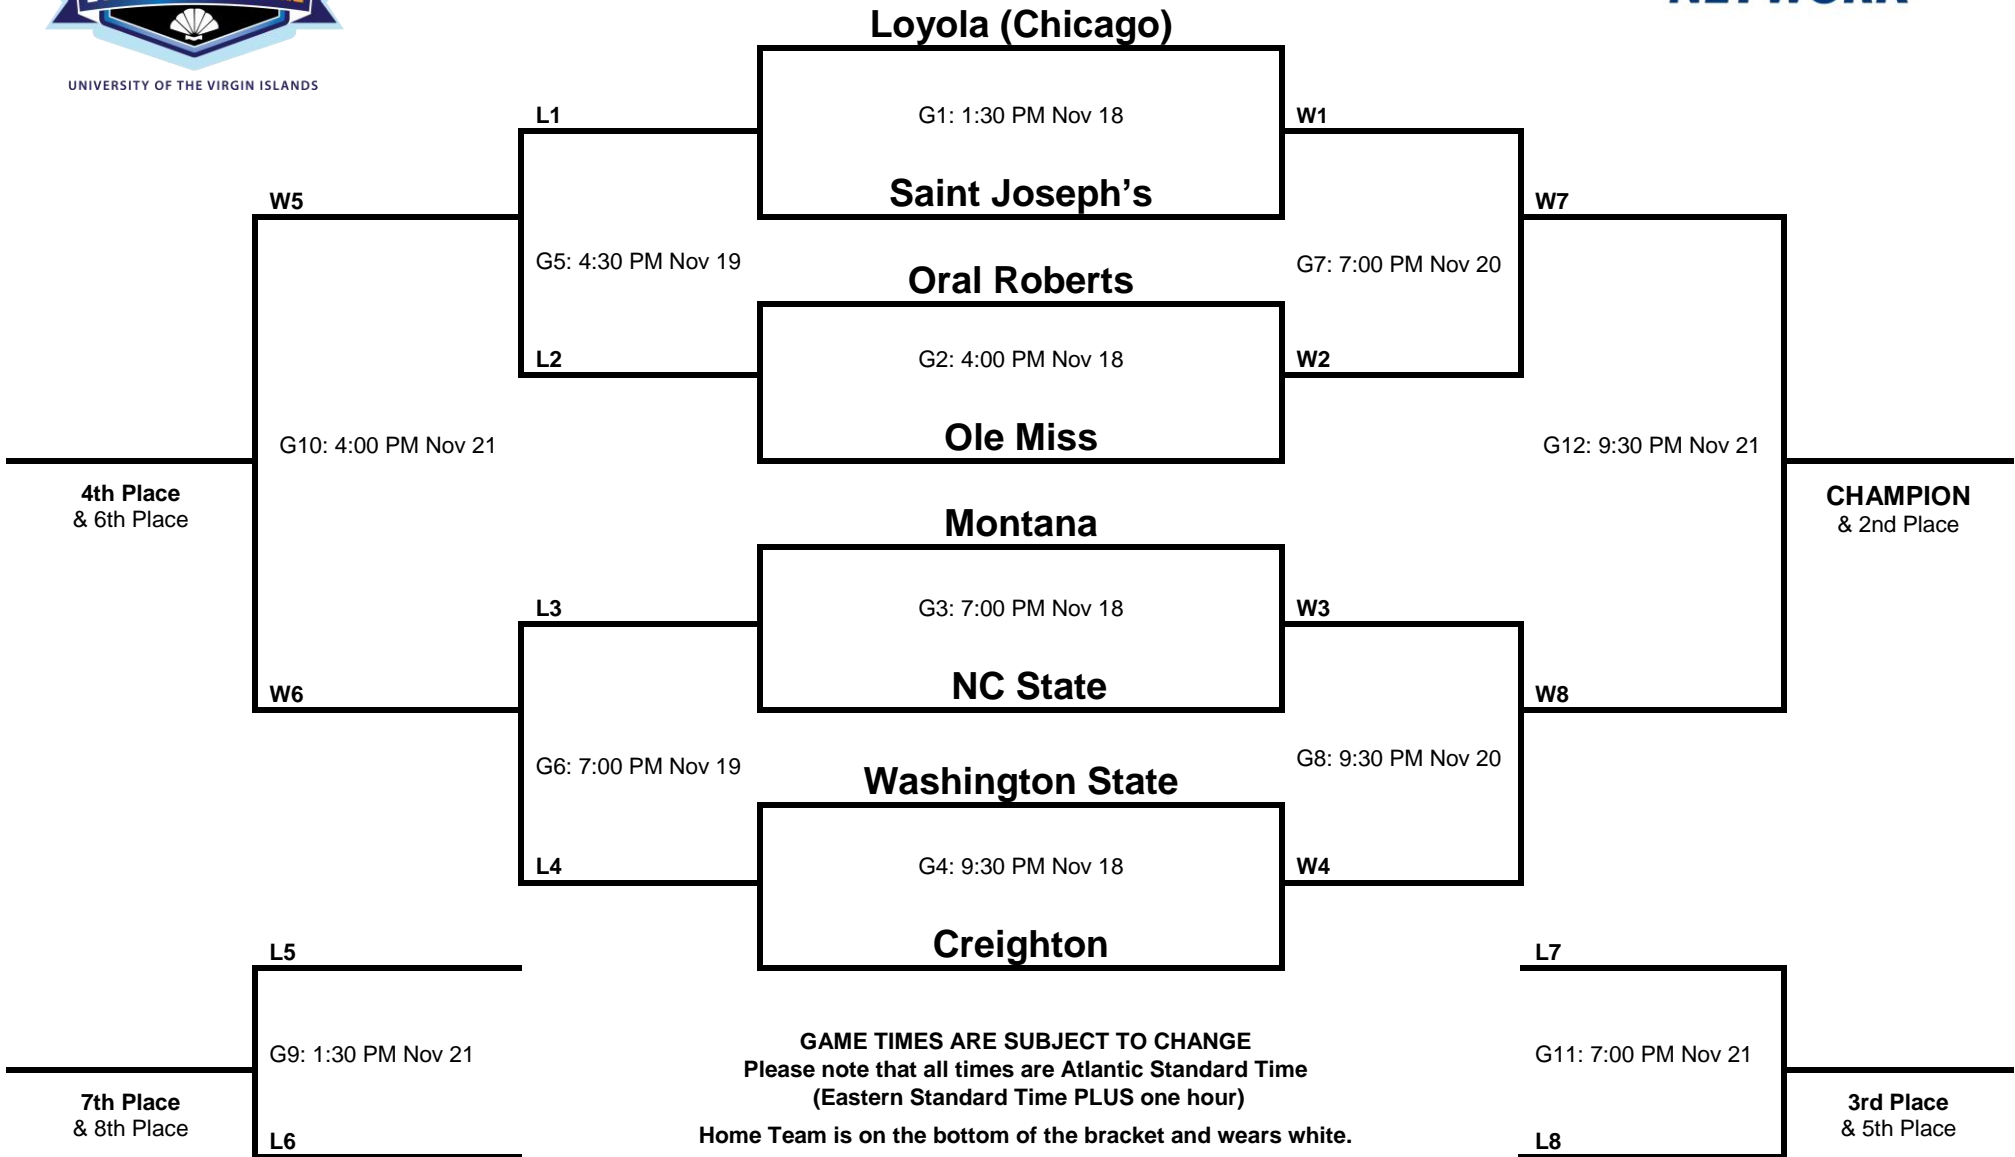 UNIVERSITY OF THE VIRGIN ISLANDS
Loyola (Chicago)
L1
G1: 1:30 PM Nov 18
W1
Saint Joseph’s
W5
W7
G5: 4:30 PM Nov 19
G7: 7:00 PM Nov 20
Oral Roberts
L2
G2: 4:00 PM Nov 18
W2
Ole Miss
G10: 4:00 PM Nov 21
G12: 9:30 PM Nov 21
4th Place
& 6th Place
CHAMPION
& 2nd Place
Montana
L3
G3: 7:00 PM Nov 18
W3
NC State
W6
W8
G6: 7:00 PM Nov 19
G8: 9:30 PM Nov 20
Washington State
L4
G4: 9:30 PM Nov 18
W4
Creighton
L5
L7
G9: 1:30 PM Nov 21
G11: 7:00 PM Nov 21
7th Place
& 8th Place
L6
GAME TIMES ARE SUBJECT TO CHANGE
Please note that all times are Atlantic Standard Time
(Eastern Standard Time PLUS one hour)
Home Team is on the bottom of the bracket and wears white.
3rd Place
& 5th Place
L8